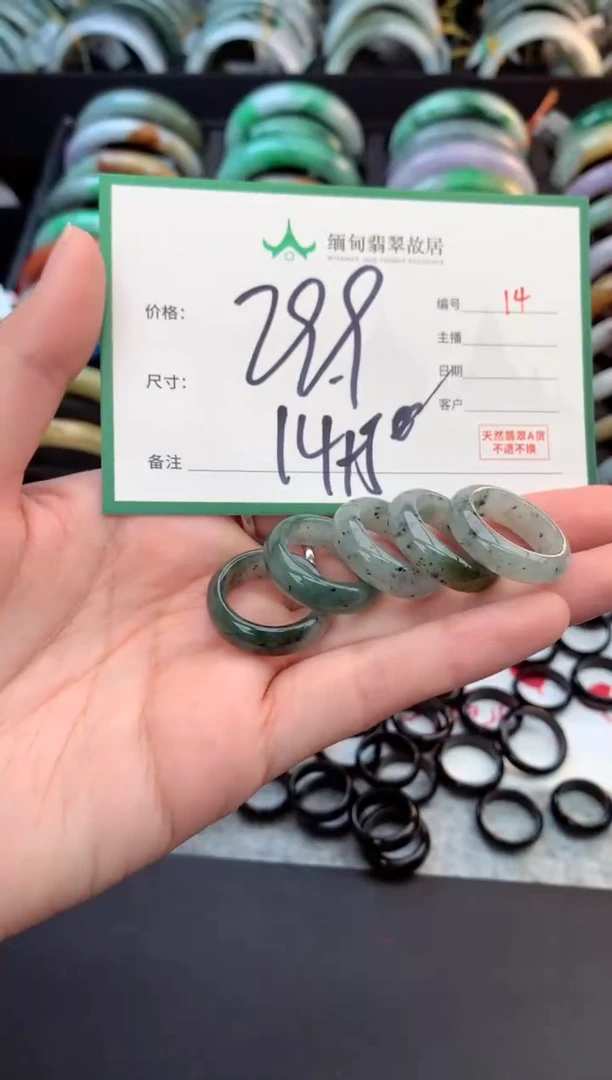 缅甸翡翠故居
价格: 299
编号 14
主播
尺寸:
日期
14号
客户
天然翡翠A货
不退不换
备注